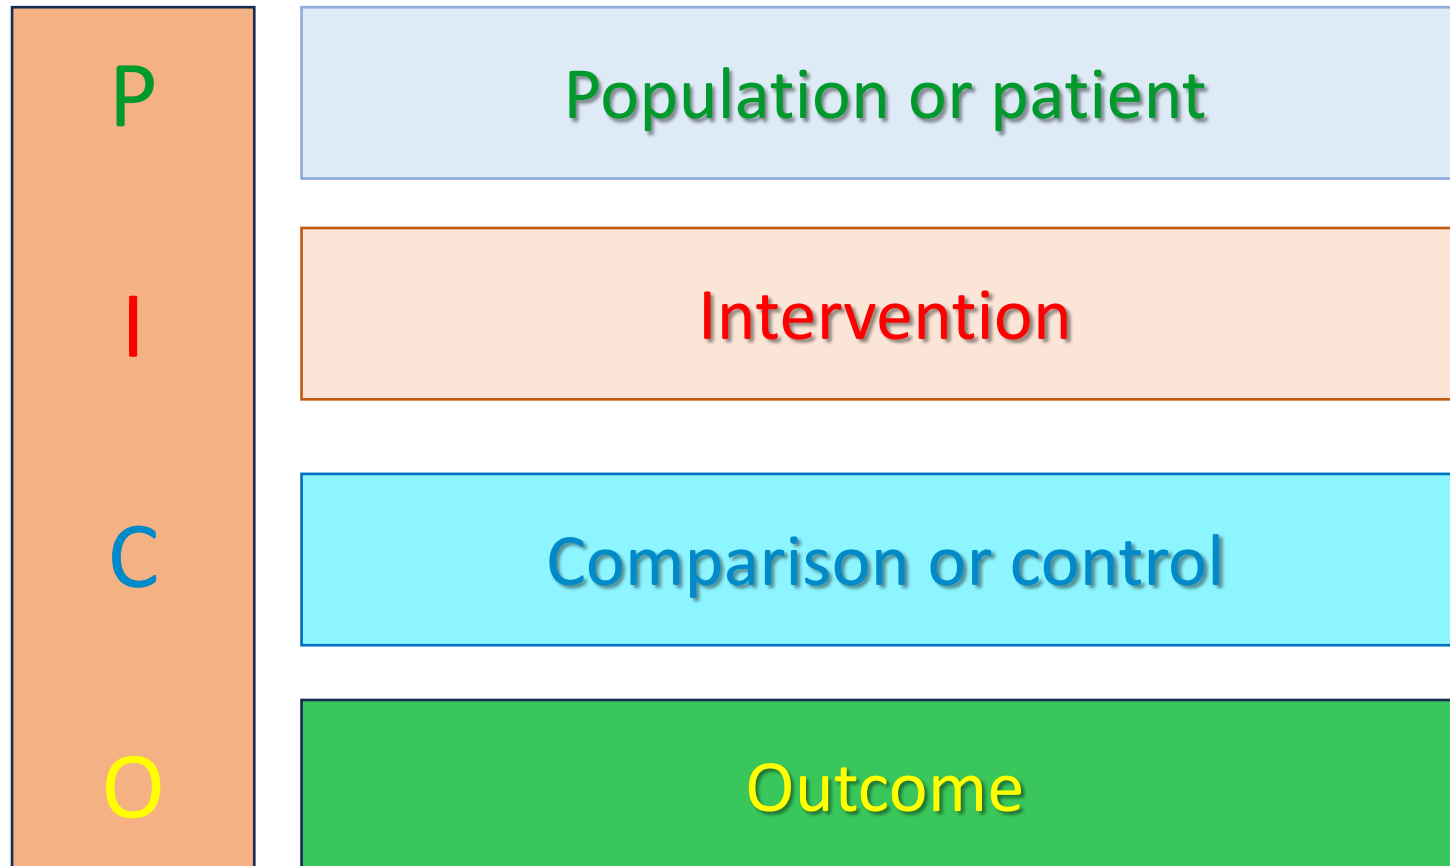 P
Population or patient
I
Intervention
C
Comparison or control
O
Outcome